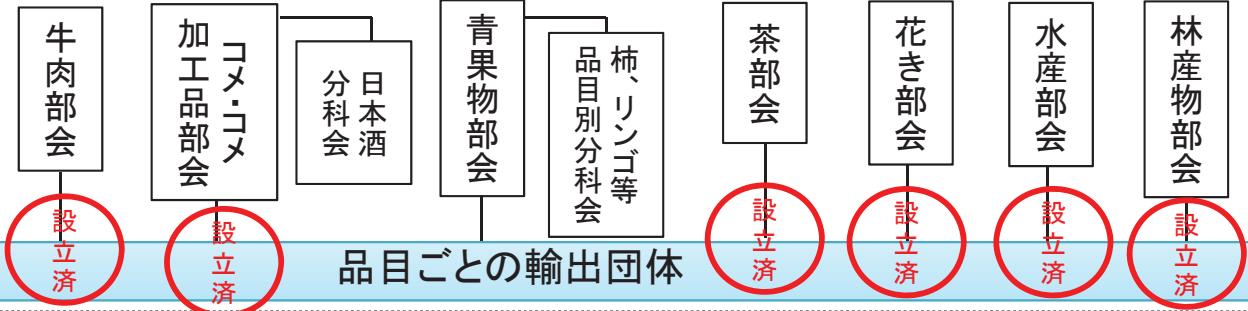 牛肉部会
コメ・コメ
加工品部会
日本酒
分科会
青果物部会
柿、リンゴ等
品目別分科会
茶部会
花き部会
水産部会
林産物部会
設立済
設立済
品目ごとの輸出団体
設立済
設立済
設立済
設立済